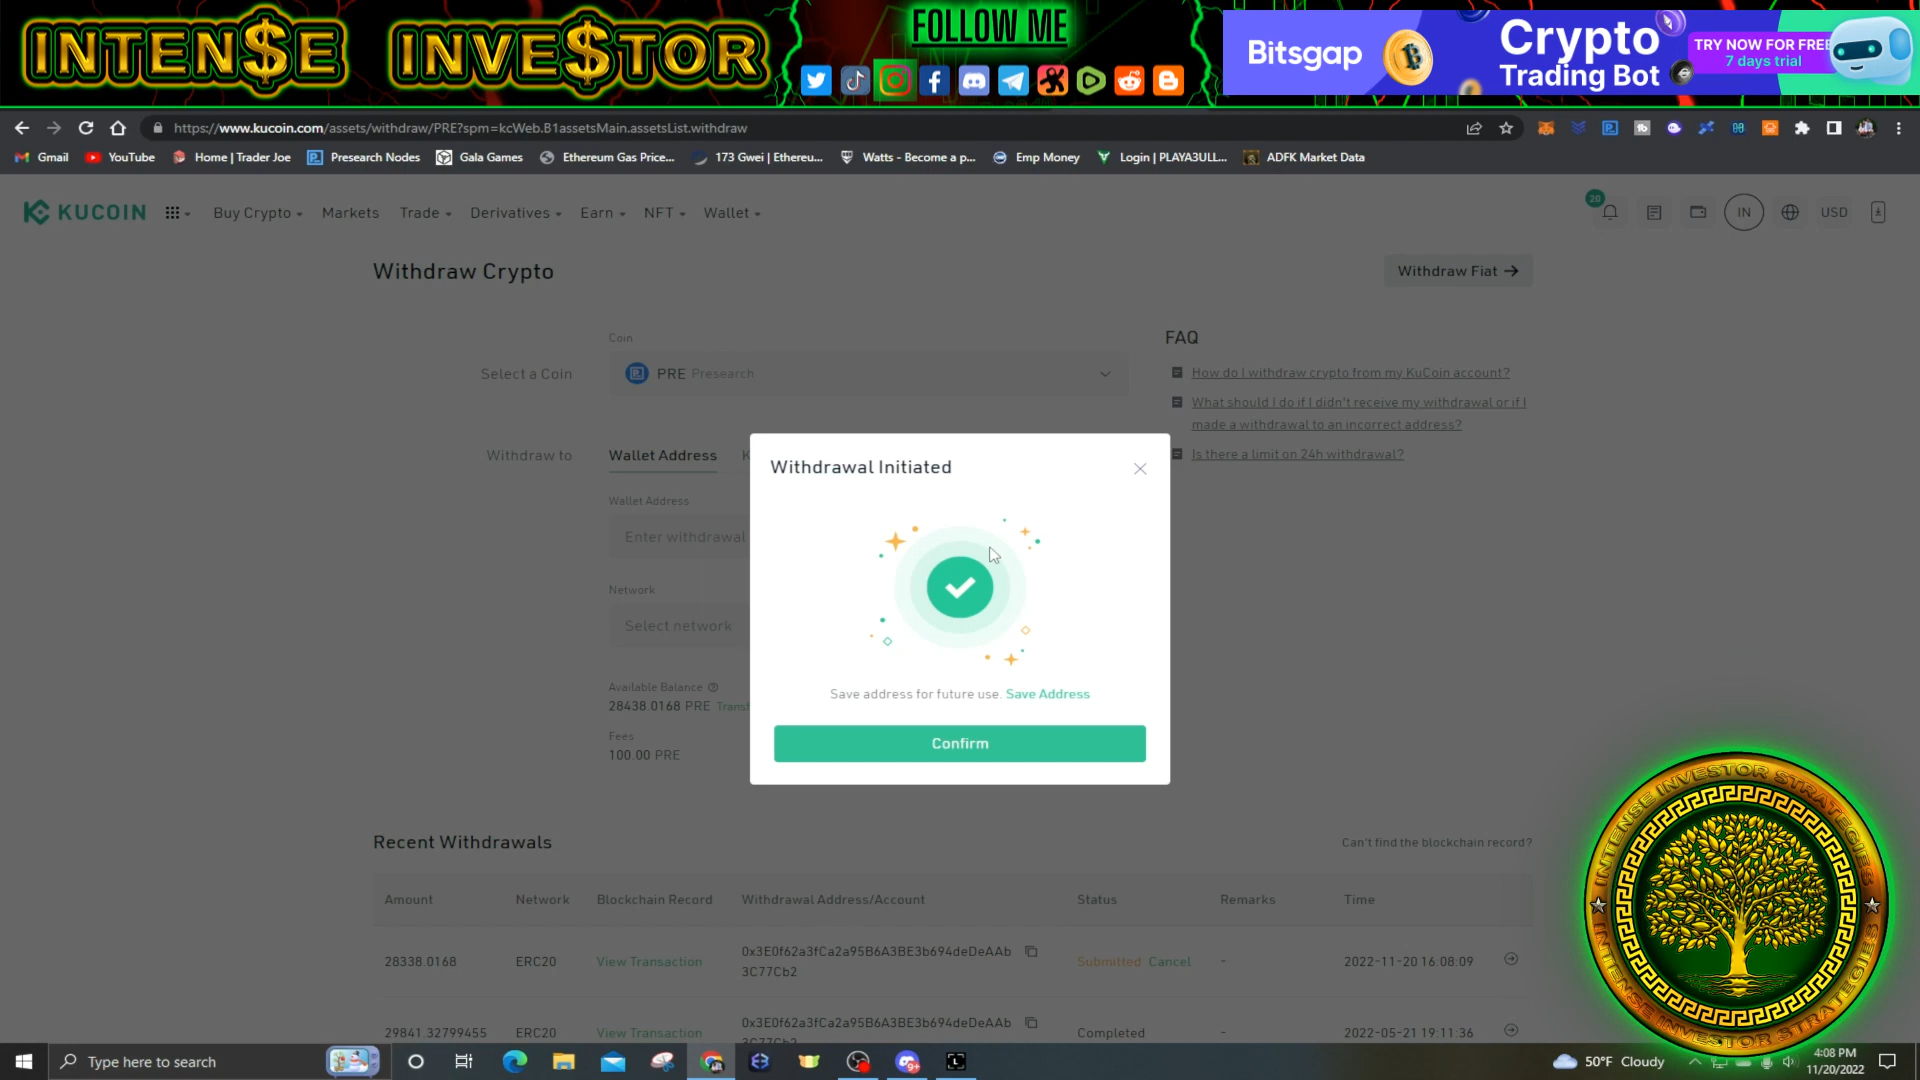 INTEN$E INVE$TOR
FOLLOW ME
Bitsgap
Crypto
Trading Bot
TRY NOW FOR FREE
7 days trial
https://www.kucoin.com/assets/withdraw/PRE?spm=kcWeb.B1assetsMain.assetsList.withdraw
Gmail
YouTube
Home | Trader Joe
Presearch Nodes
Gala Games
Ethereum Gas Price...
173 Gwei | Ethereu...
Watts - Become a p...
Emp Money
Login | PLAYA3ULL...
ADFK Market Data
KUCOIN
Buy Crypto
Markets
Trade
Derivatives
Earn
NFT
Wallet
20
IN
USD
Withdraw Crypto
Withdraw Fiat
Coin
Select a Coin
PRE Presearch
FAQ
How do I withdraw crypto from my KuCoin account?
What should I do if I didn't receive my withdrawal or if I
made a withdrawal to an incorrect address?
Is there a limit on 24h withdrawal?
Withdraw to
Wallet Address
K
Wallet Address
Enter withdrawal
Network
Select network
Available Balance
28438.0168 PRE Transf
Fees
100.00 PRE
Withdrawal Initiated
Save address for future use. Save Address
Confirm
Recent Withdrawals
Can't find the blockchain record?
Amount Network Blockchain Record Withdrawal Address/Account Status Remarks Time
28338.0168 ERC20 View Transaction 0x3E0f62a3fCa2a95B6A3BE3b694deDeAAb
3C77Cb2
Submitted Cancel - 2022-11-20 16:08:09
29841.32799455 ERC20 View Transaction 0x3E0f62a3fCa2a95B6A3BE3b694deDeAAb
3C77Cb2
Completed - 2022-05-21 19:11:36
INTENSE INVESTOR STRATEGIES
INTENSE INVESTOR STRATEGIES
Type here to search
9+
50°F Cloudy
4:08 PM
11/20/2022